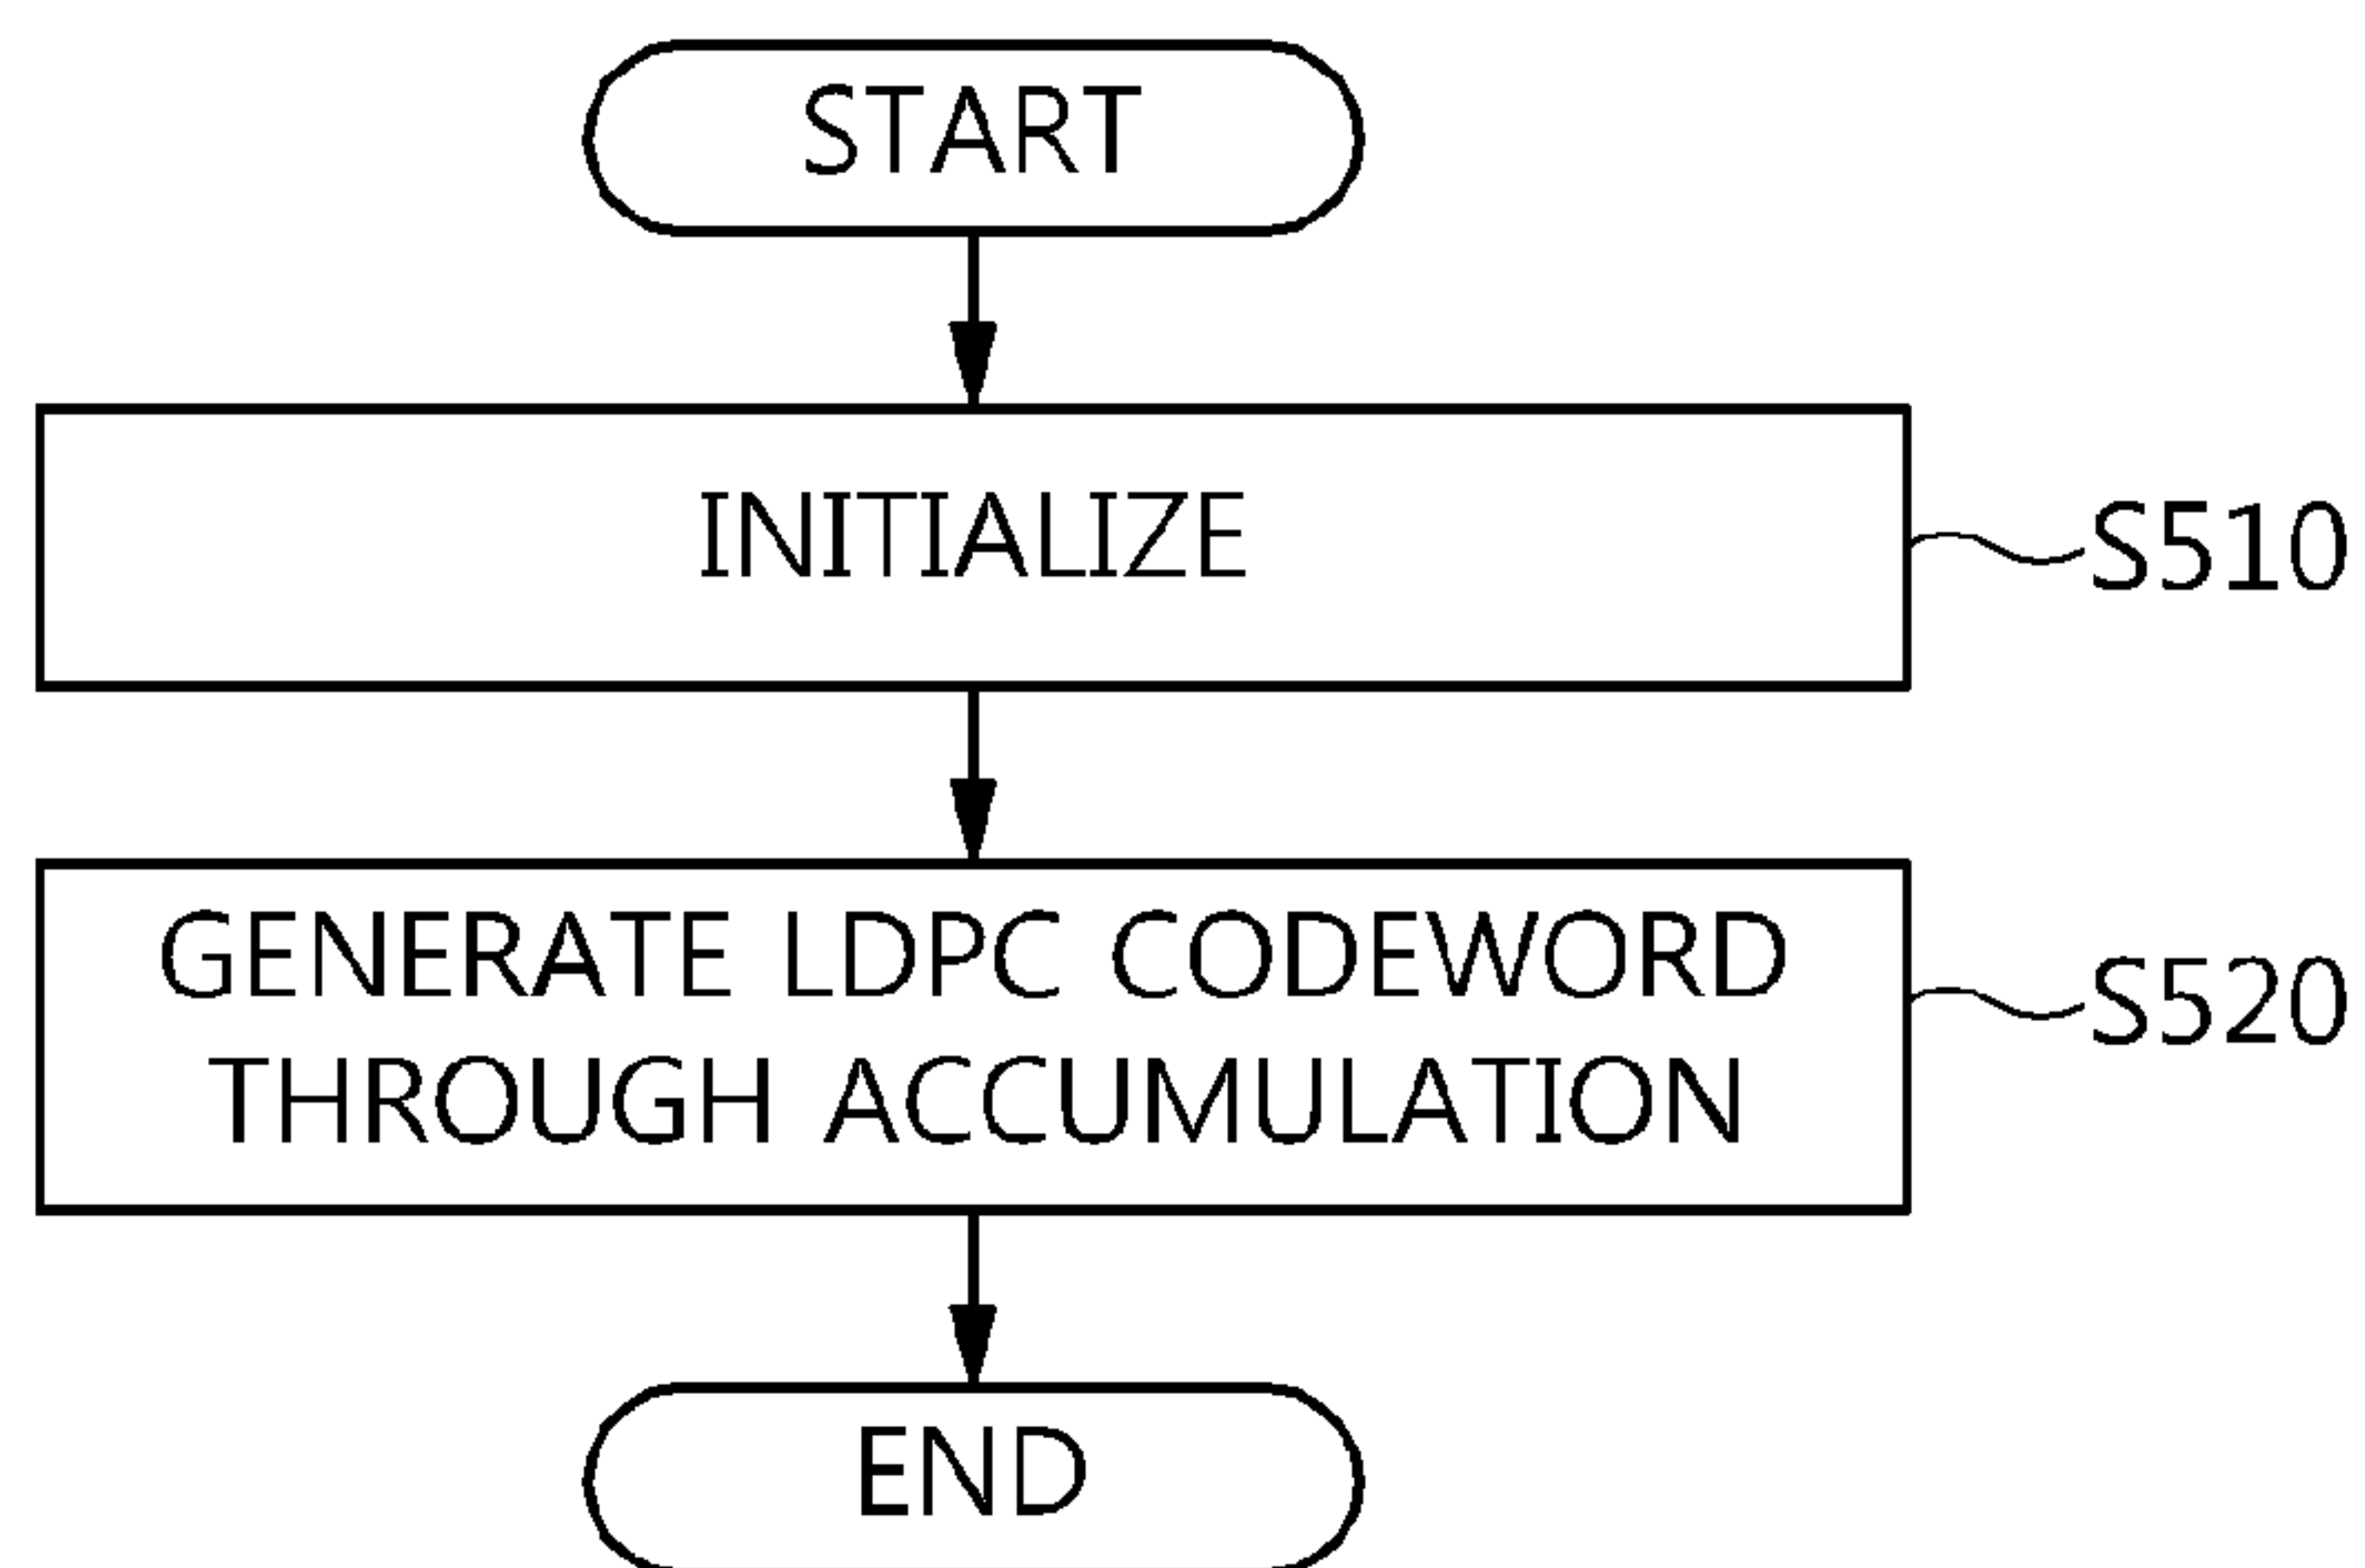 START
INITIALIZE
S510
GENERATE LDPC CODEWORD
THROUGH ACCUMULATION
S520
END